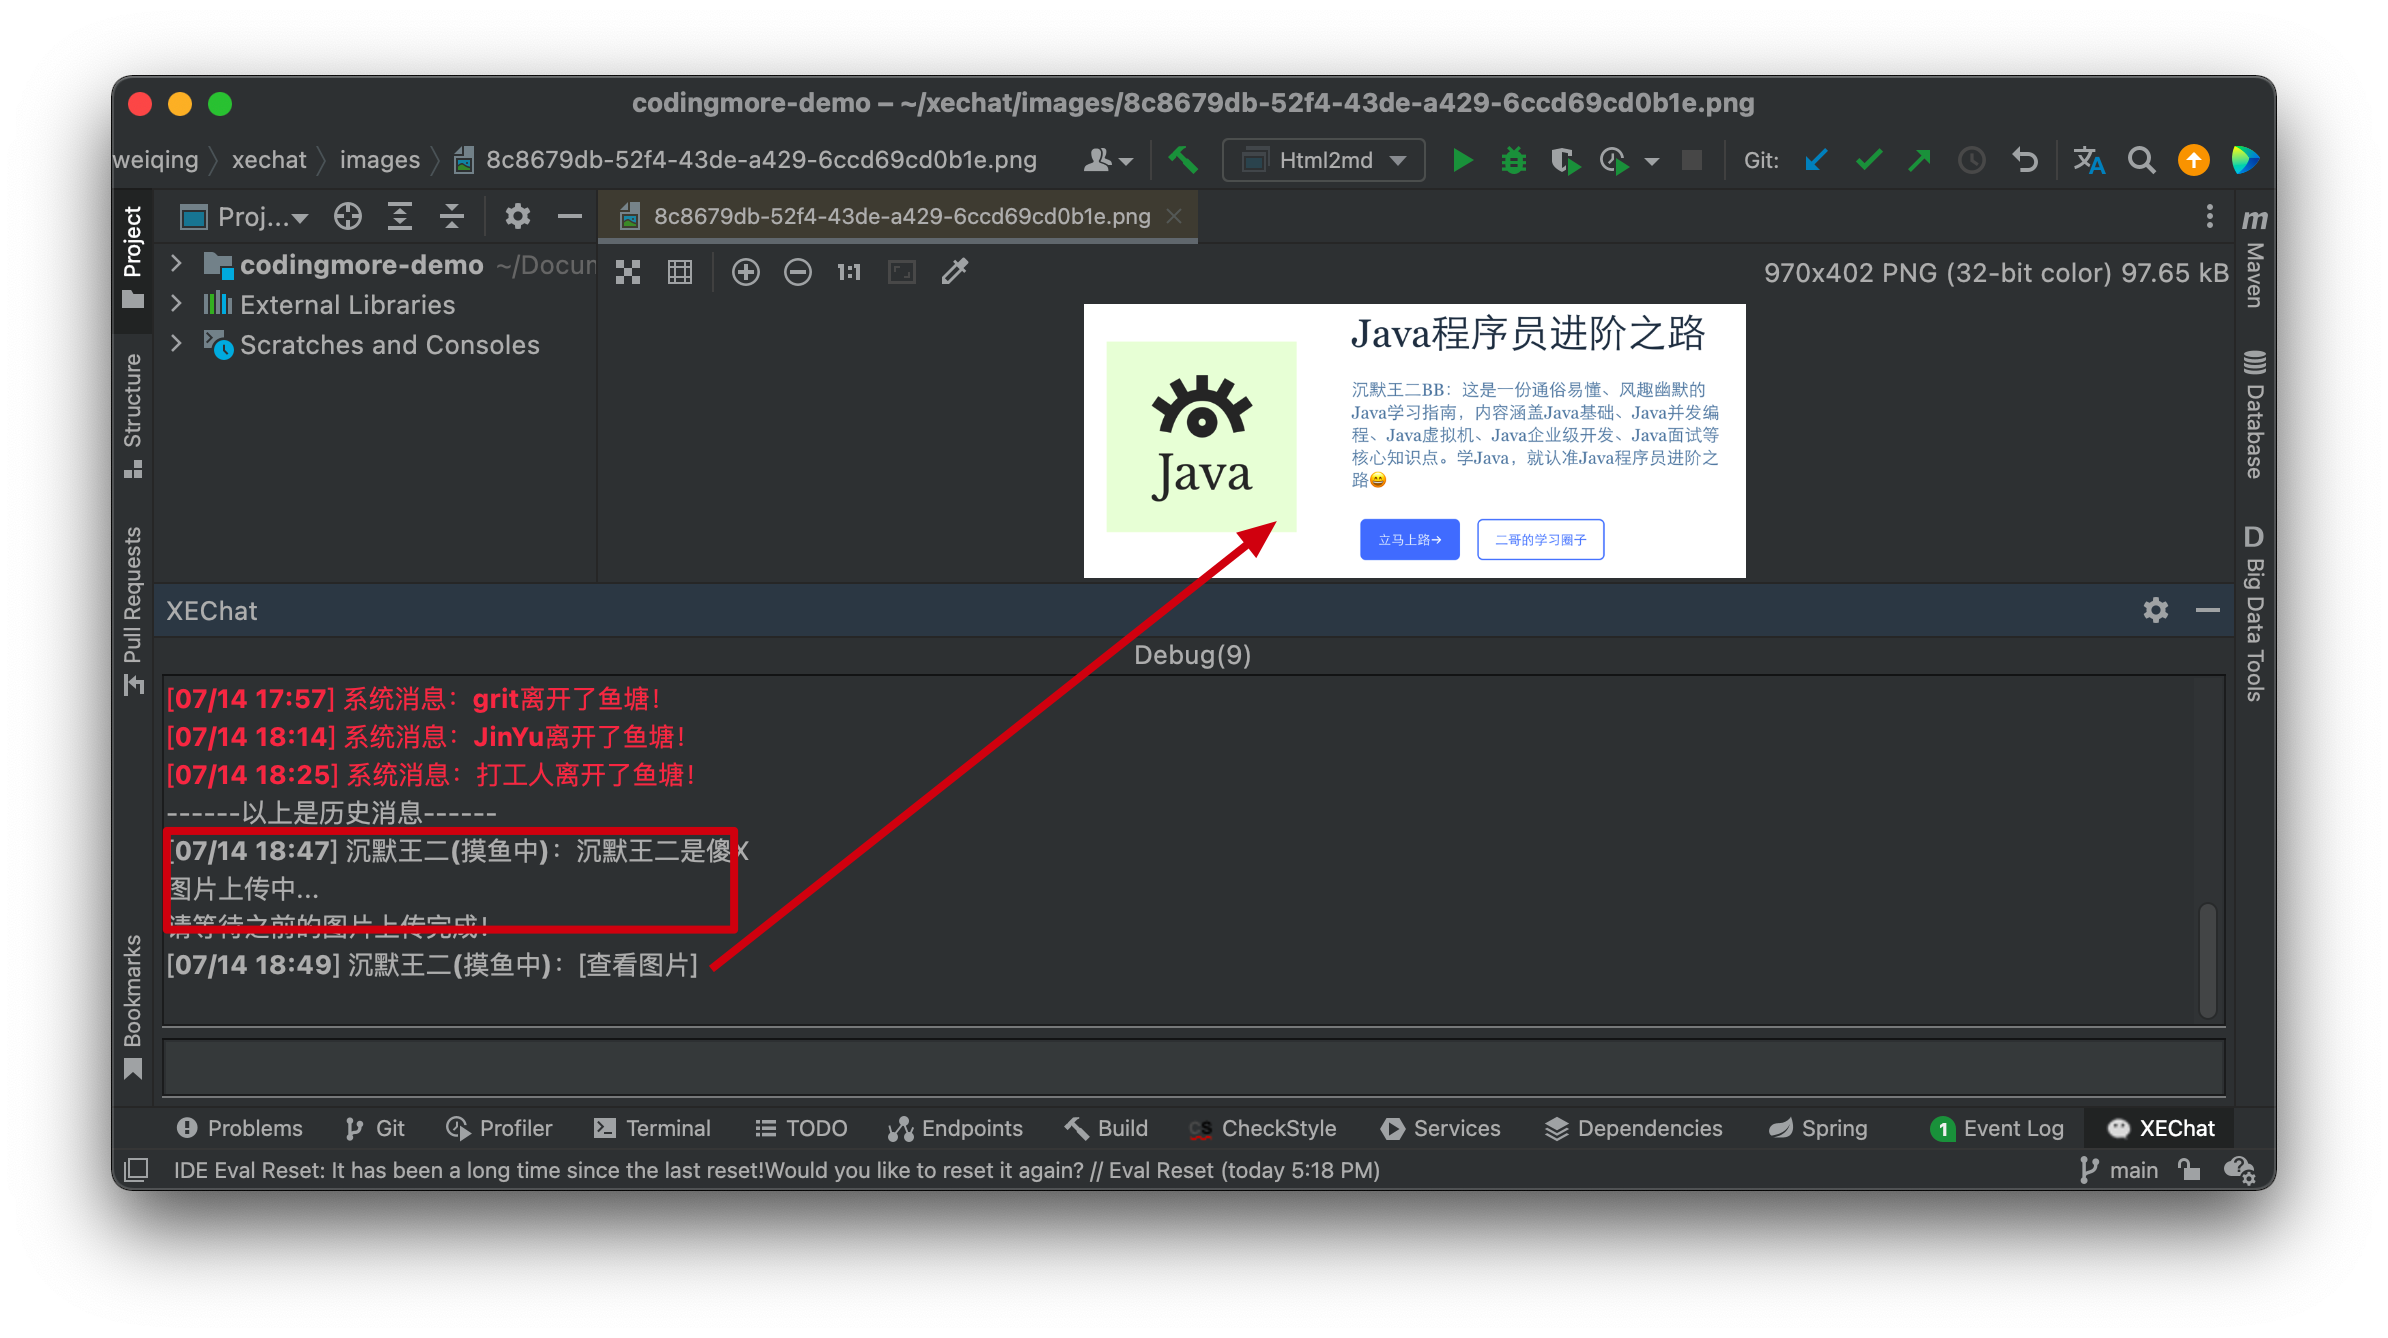 codingmore-demo – ~/xechat/images/8c8679db-52f4-43de-a429-6ccd69cd0b1e.png
weiqing
xechat
images
8c8679db-52f4-43de-a429-6ccd69cd0b1e.png
Html2md
Git:
Project
Proj...
8c8679db-52f4-43de-a429-6ccd69cd0b1e.png
codingmore-demo ~/Docum
External Libraries
Scratches and Consoles
1:1
970x402 PNG (32-bit color) 97.65 kB
Structure
Pull Requests
Bookmarks
m Maven
Database
D Big Data Tools
Java
Java程序员进阶之路
沉默王二BB：这是一份通俗易懂、风趣幽默的
Java学习指南，内容涵盖Java基础、Java并发编
程、Java虚拟机、Java企业级开发、Java面试等
核心知识点。学Java，就认准Java程序员进阶之
路😄
立马上路→
二哥的学习圈子
XEChat
Debug(9)
[07/14 17:57] 系统消息：grit离开了鱼塘！
[07/14 18:14] 系统消息：JinYu离开了鱼塘！
[07/14 18:25] 系统消息：打工人离开了鱼塘！
------以上是历史消息------
[07/14 18:47] 沉默王二(摸鱼中)：沉默王二是傻X
图片上传中...
请等待之前的图片上传完成！
[07/14 18:49] 沉默王二(摸鱼中)：[查看图片]
Problems
Git
Profiler
Terminal
TODO
Endpoints
Build
CS CheckStyle
Services
Dependencies
Spring
1 Event Log
XEChat
IDE Eval Reset: It has been a long time since the last reset!Would you like to reset it again? // Eval Reset (today 5:18 PM)
main